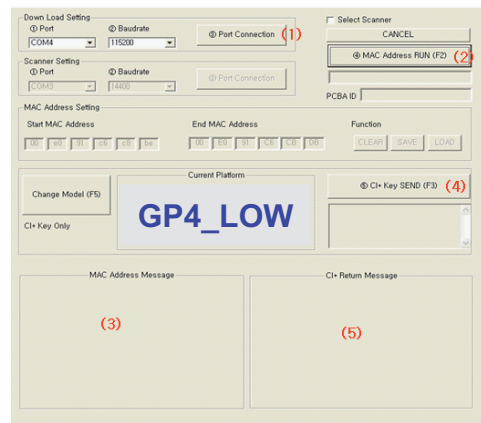 Down Load Setting
① Port ② Baudrate
COM4 115200 ③ Port Connection (1)
Select Scanner
CANCEL
④ MAC Address RUN (F2) (2)
Scanner Setting
① Port ② Baudrate
COM3 14400 ③ Port Connection
PCBA ID
MAC Address Setting
Start MAC Address End MAC Address Function
00 e0 91 c6 c8 be 00 E0 91 C6 CB DB CLEAR SAVE LOAD
Current Platform
Change Model (F5) GP4_LOW ⑤ CI+ Key SEND (F3) (4)
CI+ Key Only
MAC Address Message CI+ Return Message
(3) (5)